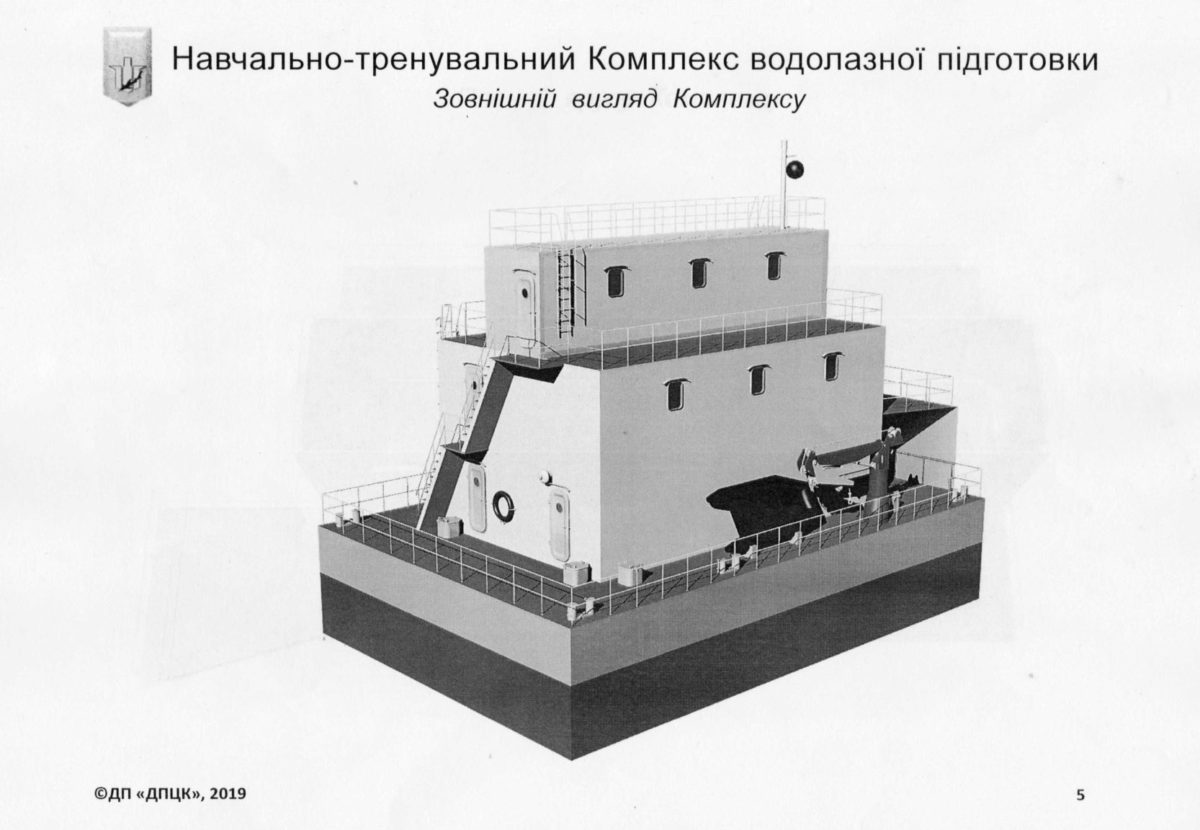 Навчально-тренувальний Комплекс водолазної підготовки
Зовнішній вигляд Комплексу
©ДП «ДПЦК», 2019
5